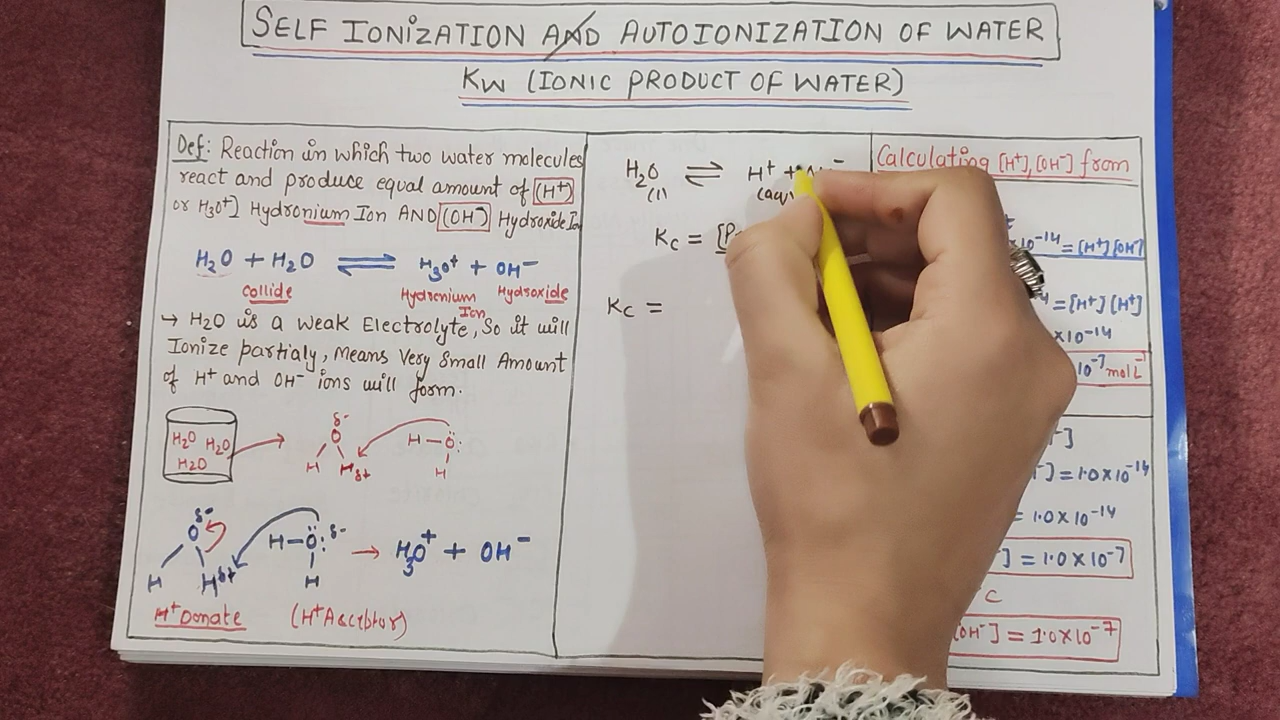 SELF IONIZATION AND AUTOIONIZATION OF WATER
KW (IONIC PRODUCT OF WATER)
Def: Reaction in which two water molecules
react and produce equal amount of (H+)
or H3O+] Hydronium Ion AND (OH-) Hydroxide Io
H2O + H2O ⇌ H3O+ + OH-
collide Hydronium Ion Hydroxide
→ H2O is a weak Electrolyte, So it will
Ionize partialy, Means Very Small Amount
of H+ and OH- ions will form.
H2O H2O
H2O
δ-
O
H Hδ+
H-O:
H
δ-
O
H Hδ+
H-O: δ-
H
→ H3O+ + OH-
H+ Donate (H+ Acceptor)
H2O ⇌ H+ +
(l) (aq)
Kc = [P
Kc =
Calculating [H+], [OH-] from
10-14 = [H+] [OH-]
= [H+] [H+]
x10-14
10-7 mol L-1
-]
] = 1.0 X 10-14
= 1.0 X 10-14
] = 1.0 X 10-7
C
[OH-] = 1.0 X 10-7